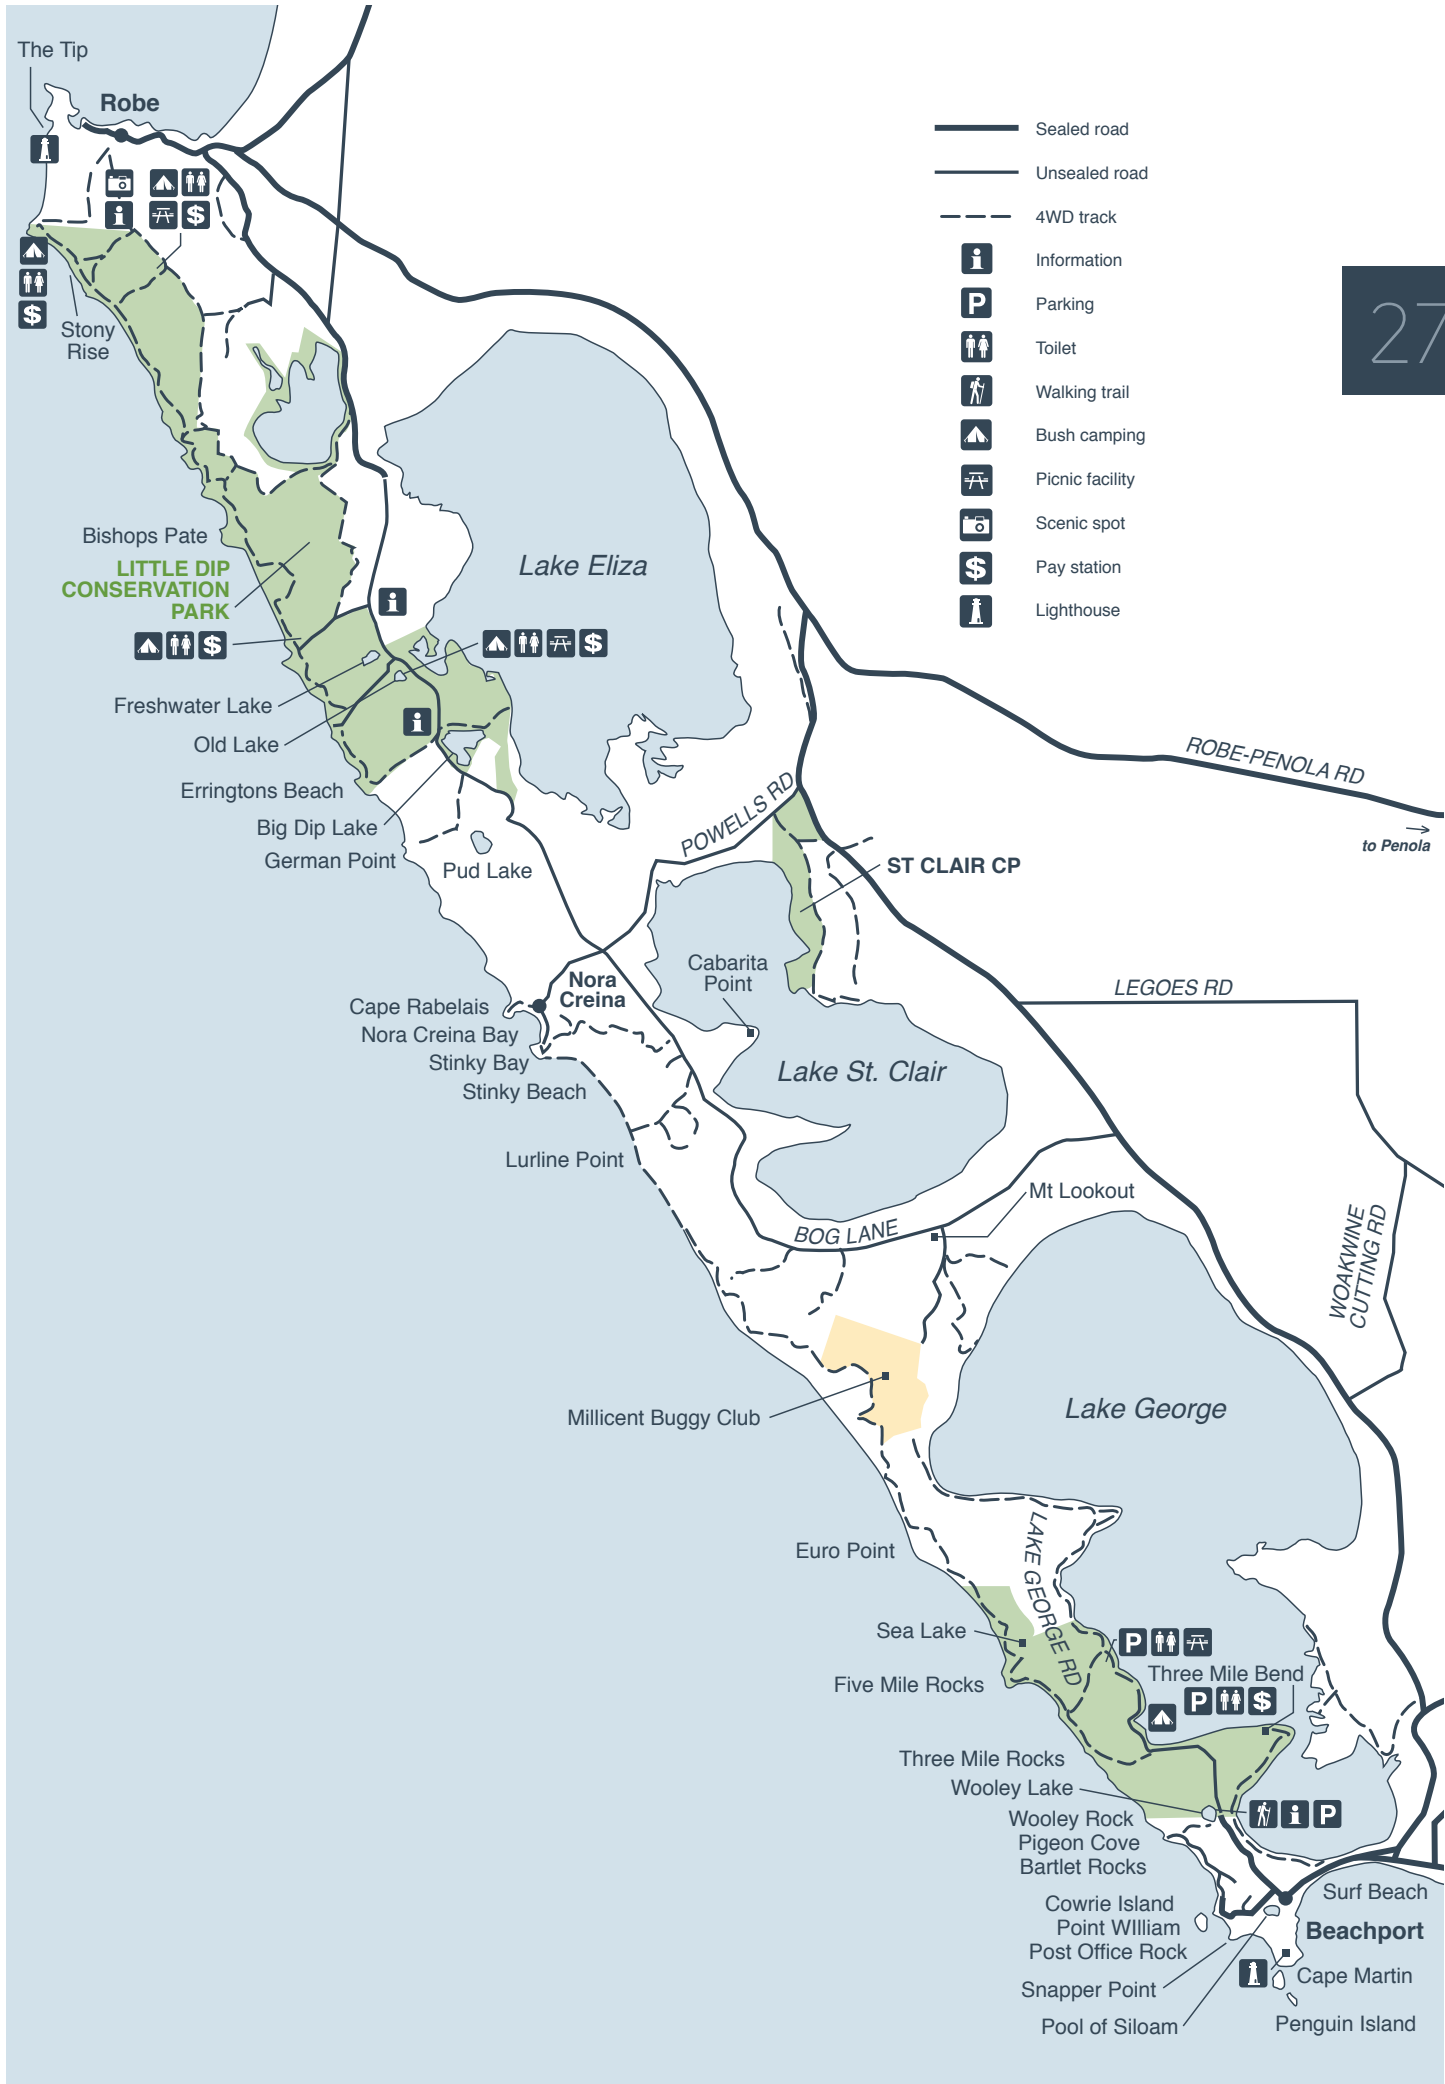 The Tip
Robe
Sealed road
Unsealed road
4WD track
i
Information
P
Parking
Toilet
Walking trail
Bush camping
Picnic facility
Scenic spot
$
Pay station
Lighthouse
27
i
$
$
Stony
Rise
Bishops Pate
LITTLE DIP
CONSERVATION
PARK
$
Lake Eliza
i
$
Freshwater Lake
i
Old Lake
Erringtons Beach
Big Dip Lake
German Point
Pud Lake
POWELLS RD
ROBE-PENOLA RD
to Penola
ST CLAIR CP
Cabarita
Point
Nora
Creina
LEGOES RD
Cape Rabelais
Nora Creina Bay
Stinky Bay
Stinky Beach
Lake St. Clair
Lurline Point
Mt Lookout
BOG LANE
WOAKWINE
CUTTING RD
Lake George
Millicent Buggy Club
Euro Point
LAKE GEORGE RD
Sea Lake
P
Five Mile Rocks
Three Mile Bend
P
$
Three Mile Rocks
Wooley Lake
i
P
Wooley Rock
Pigeon Cove
Bartlet Rocks
Surf Beach
Cowrie Island
Point WIlliam
Post Office Rock
Beachport
Snapper Point
Cape Martin
Pool of Siloam
Penguin Island